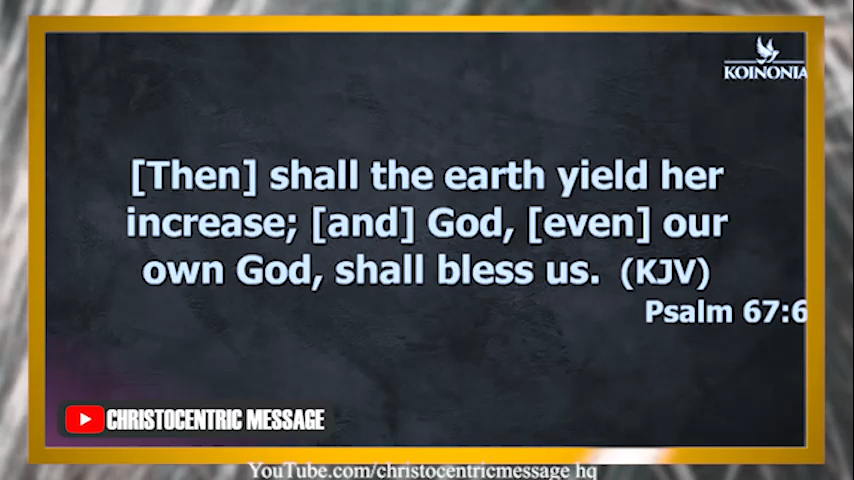 KOINONIA
[Then] shall the earth yield her
increase; [and] God, [even] our
own God, shall bless us. (KJV)
Psalm 67:6
CHRISTOCENTRIC MESSAGE
YouTube.com/christocentricmessage hq